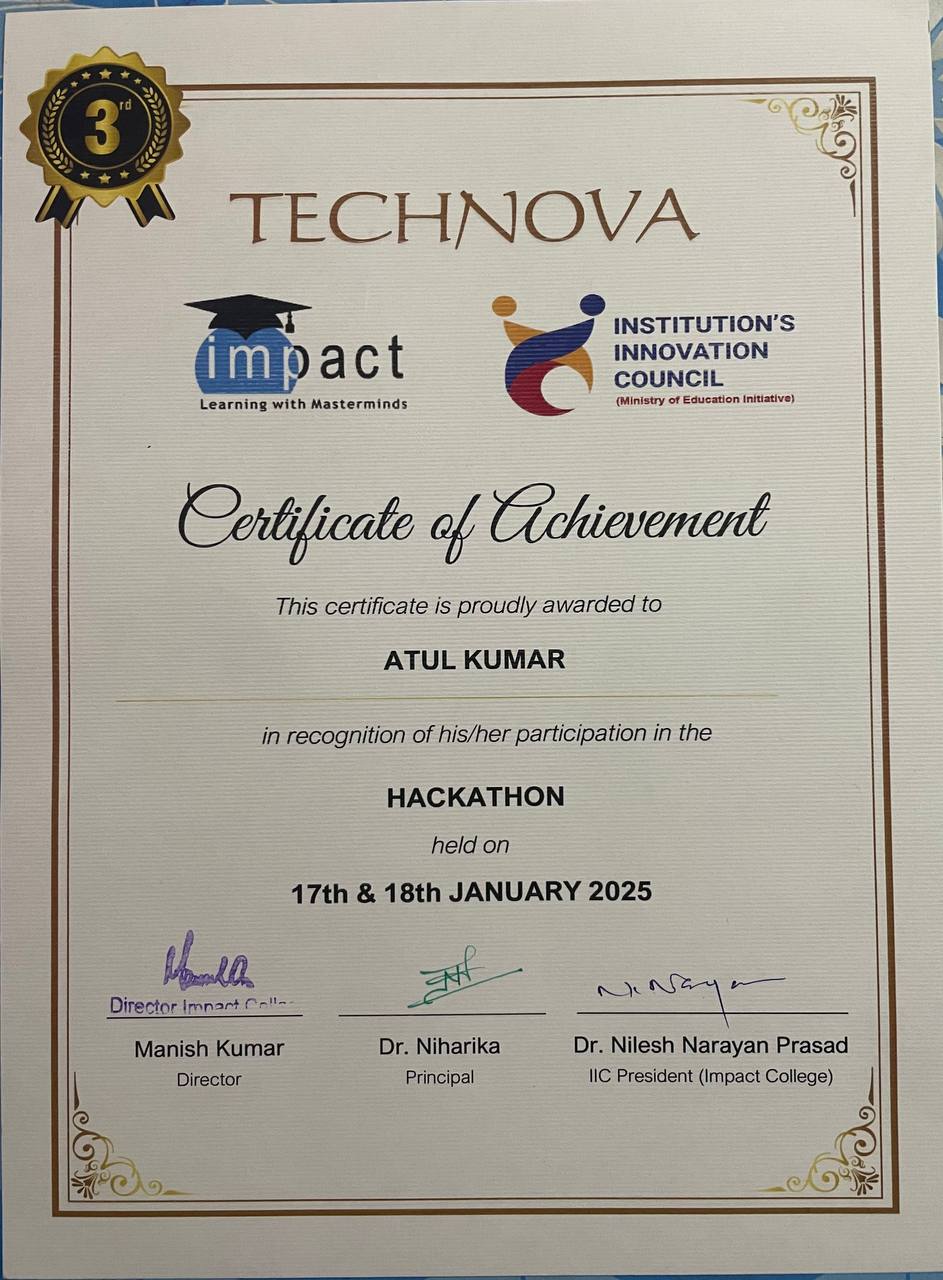 3rd
TECHNOVA
impact
Learning with Masterminds
INSTITUTION'S
INNOVATION
COUNCIL
(Ministry of Education Initiative)
Certificate of Achievement
This certificate is proudly awarded to
ATUL KUMAR
in recognition of his/her participation in the
HACKATHON
held on
17th & 18th JANUARY 2025
Director Impact
N. Narayan
Manish Kumar
Director
Dr. Niharika
Principal
Dr. Nilesh Narayan Prasad
IIC President (Impact College)